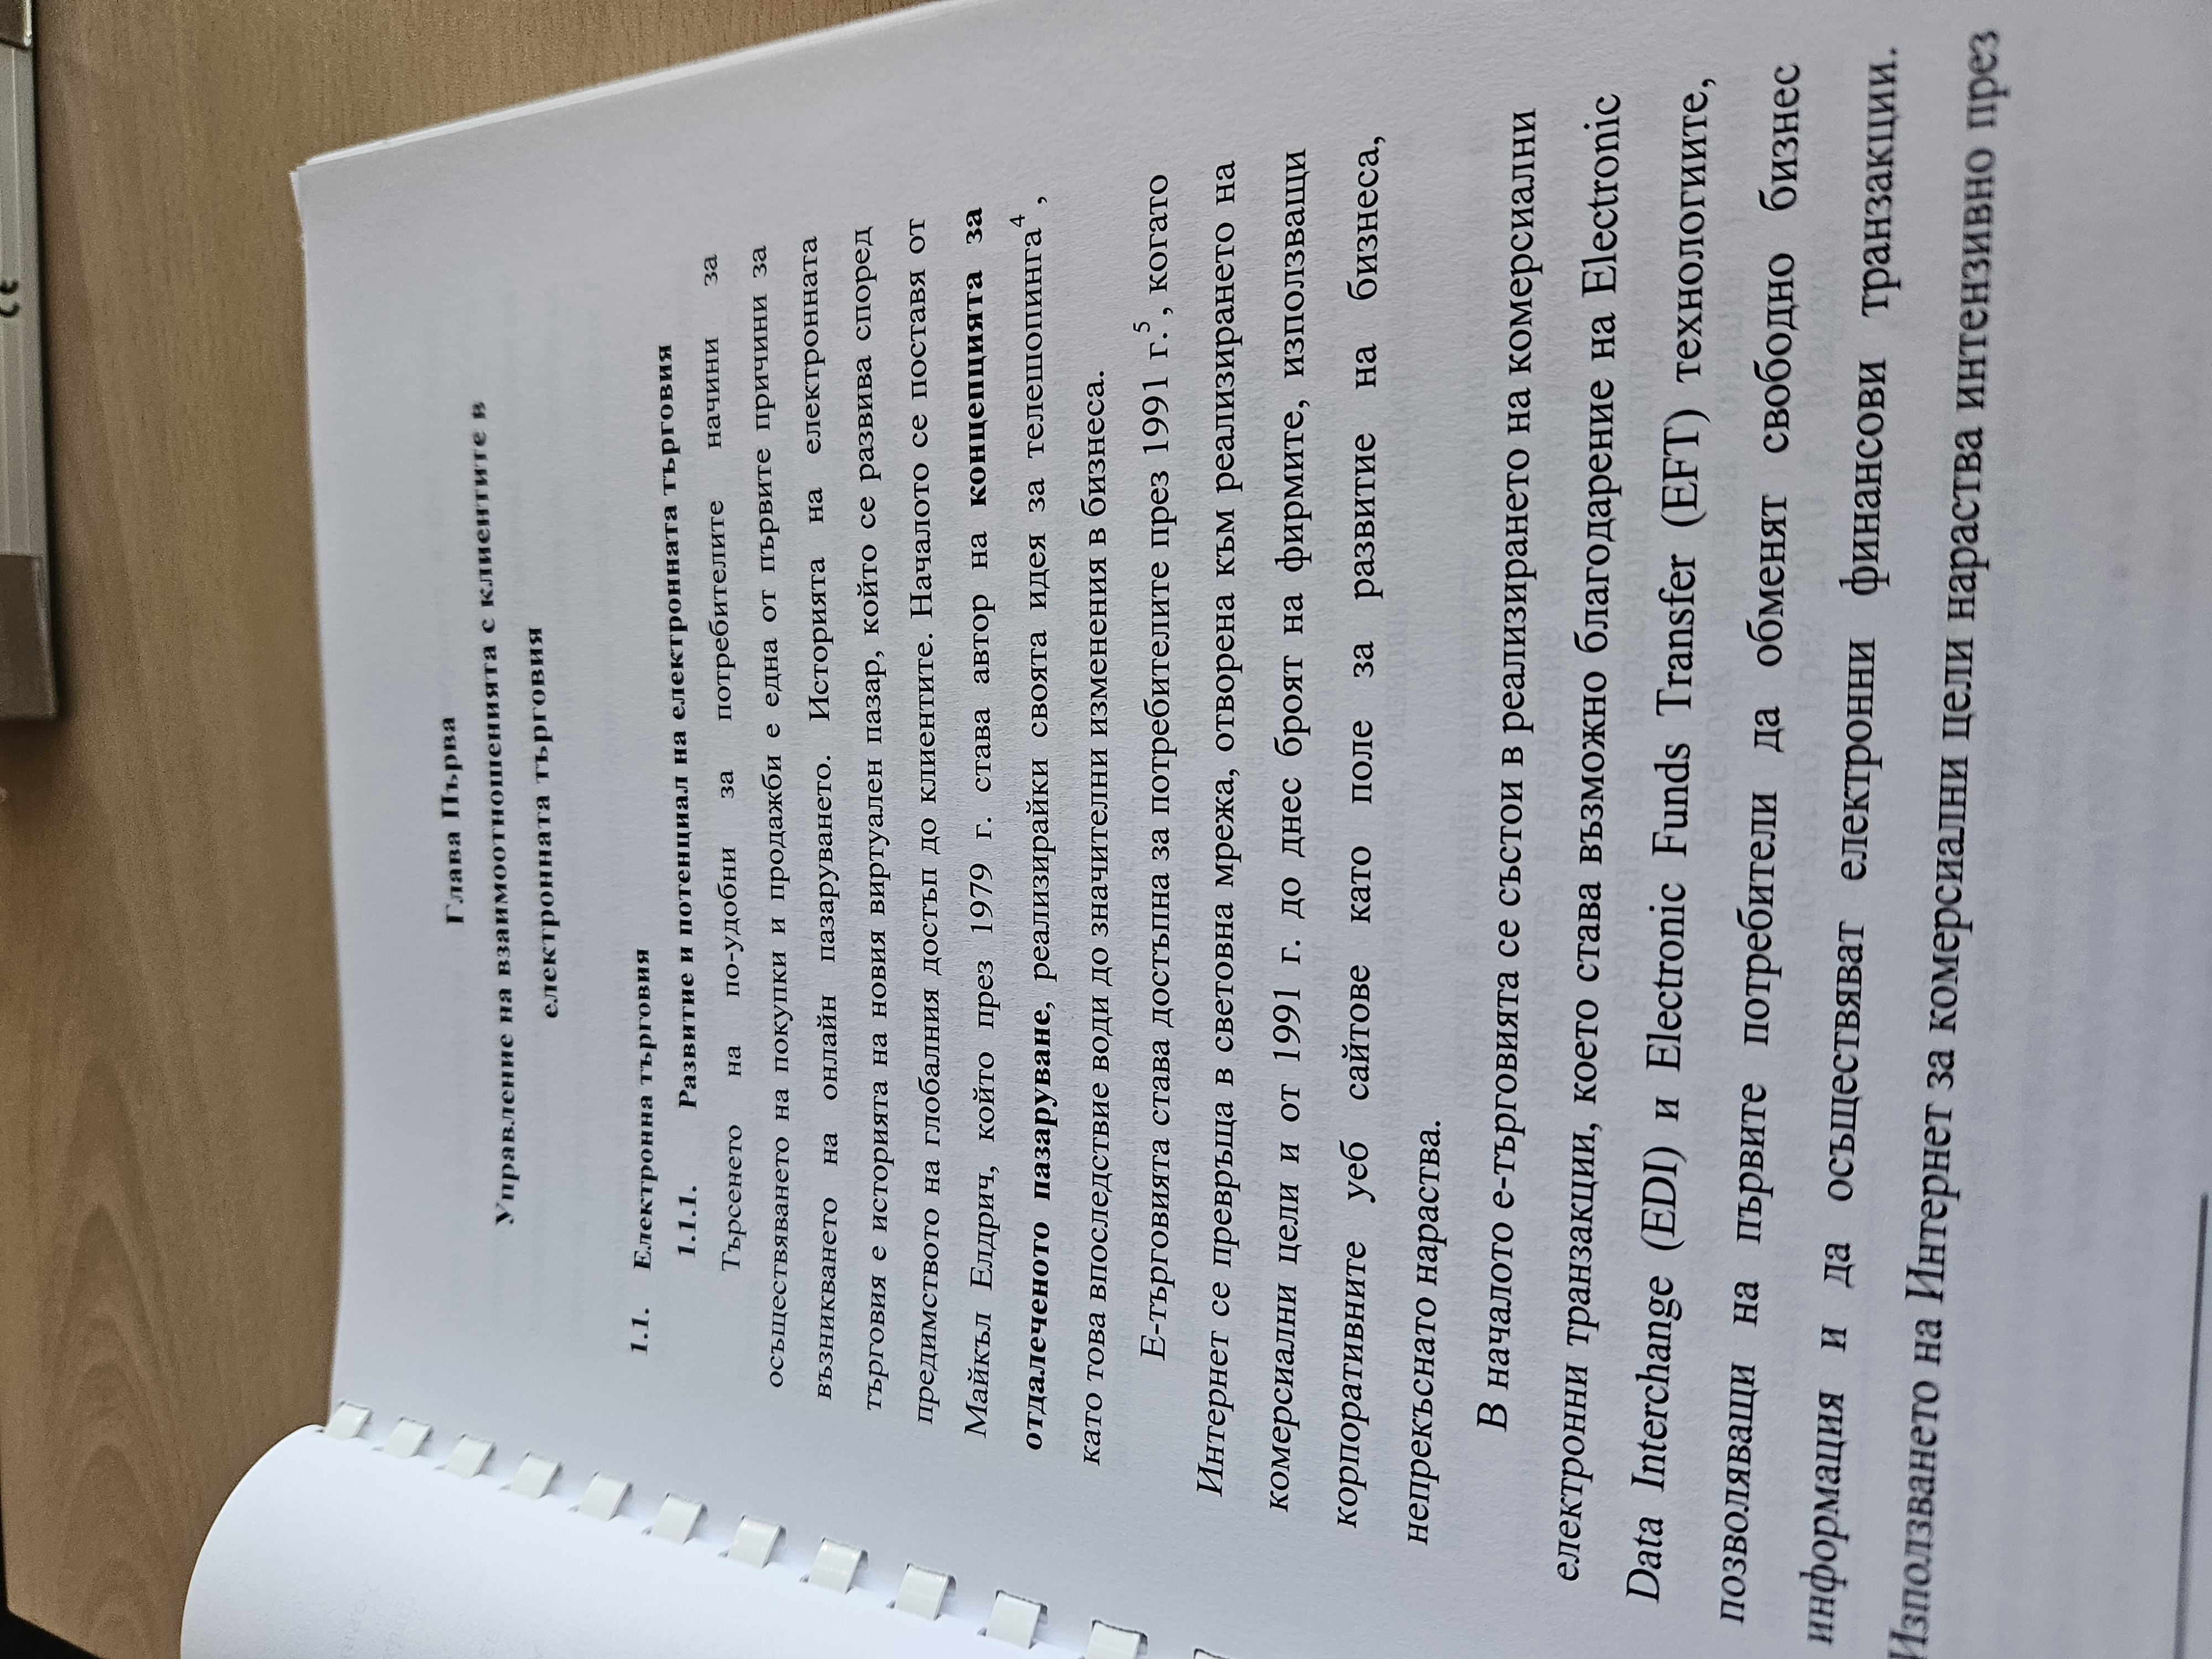 CE
Глава Първа
Управление на взаимоотношенията с клиентите в
електронната търговия
1.1. Електронна търговия
1.1.1. Развитие и потенциал на електронната търговия
Търсенето на по-удобни за потребителите начини за
осъществяването на покупки и продажби е една от първите причини за
възникването на онлайн пазаруването. Историята на електронната
търговия е историята на новия виртуален пазар, който се развива според
предимството на глобалния достъп до клиентите. Началото се поставя от
Майкъл Елдрич, който през 1979 г. става автор на концепцията за
отдалеченото пазаруване, реализирайки своята идея за телешопинга⁴,
като това впоследствие води до значителни изменения в бизнеса.
Е-търговията става достъпна за потребителите през 1991 г.⁵, когато
Интернет се превръща в световна мрежа, отворена към реализирането на
комерсиални цели и от 1991 г. до днес броят на фирмите, използващи
корпоративните уеб сайтове като поле за развитие на бизнеса,
непрекъснато нараства.
В началото е-търговията се състои в реализирането на комерсиални
електронни транзакции, което става възможно благодарение на Electronic
Data Interchange (EDI) и Electronic Funds Transfer (EFT) технологиите,
позволяващи на първите потребители да обменят свободно бизнес
информация и да осъществяват електронни финансови транзакции.
Използването на Интернет за комерсиални цели нараства интензивно през